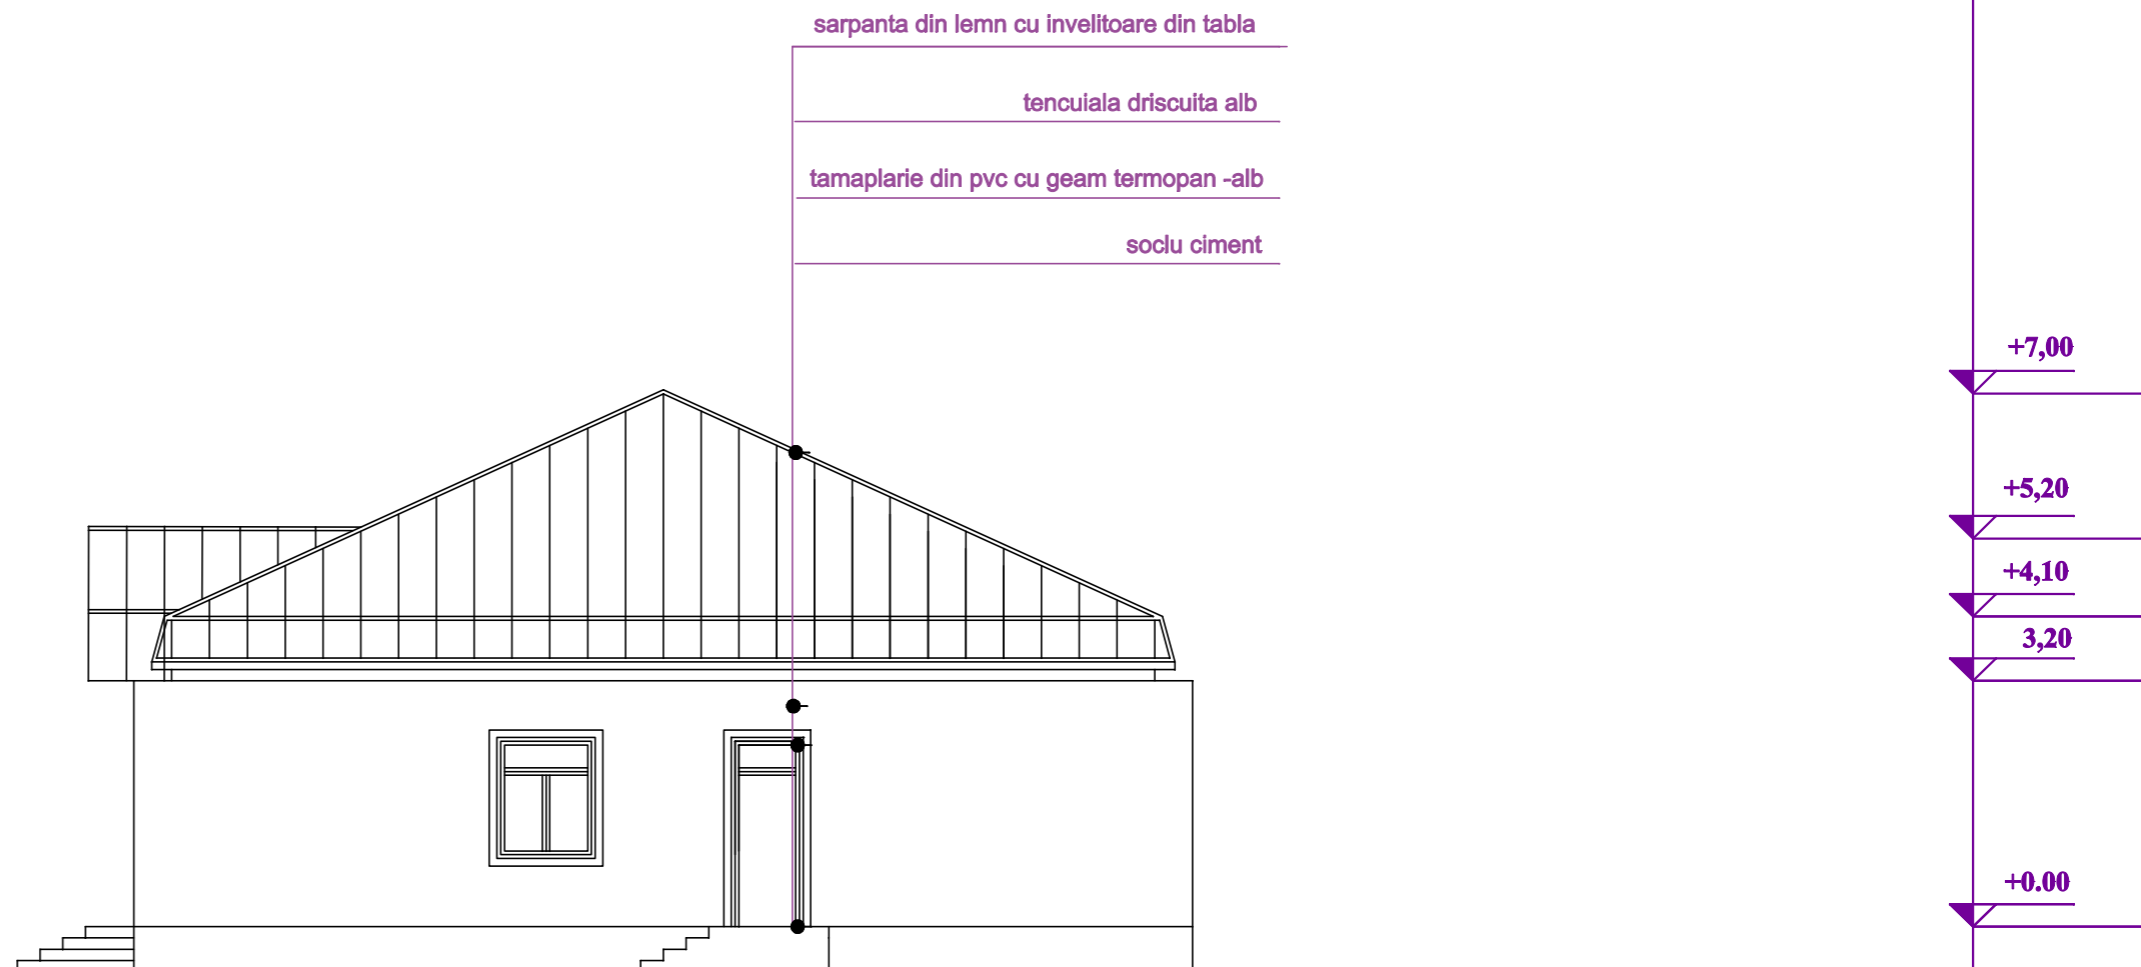 sarpanta din lemn cu invelitoare din tabla
tencuiala driscuita alb
tamaplarie din pvc cu geam termopan -alb
soclu ciment
+7,00
+5,20
+4,10
3,20
+0.00